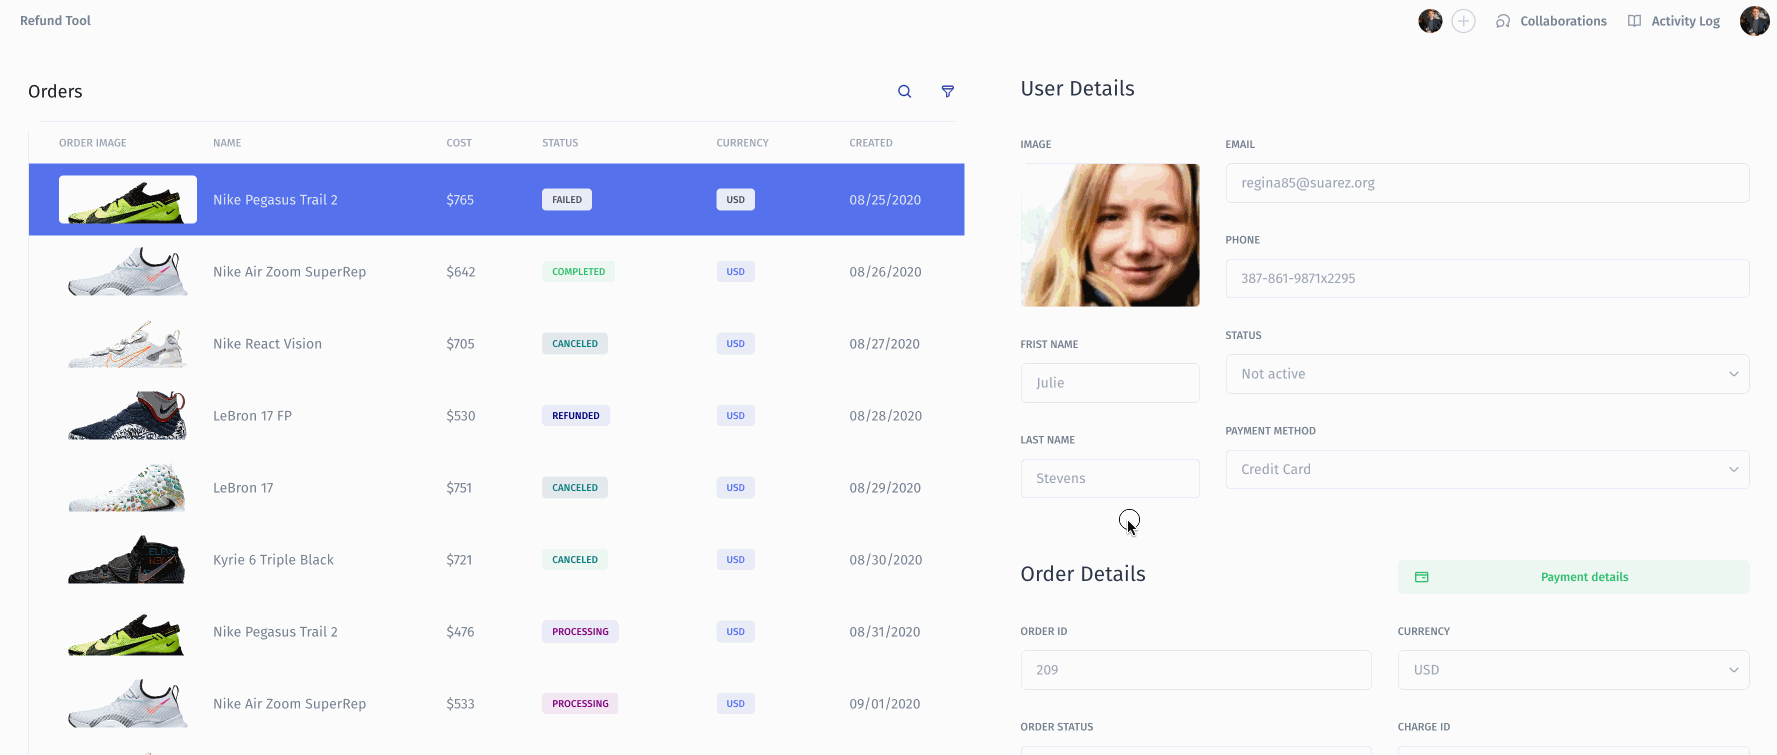 Refund Tool
Collaborations
Activity Log
Orders
ORDER IMAGE NAME COST STATUS CURRENCY CREATED
Nike Pegasus Trail 2 $765 FAILED USD 08/25/2020
Nike Air Zoom SuperRep $642 COMPLETED USD 08/26/2020
Nike React Vision $705 CANCELED USD 08/27/2020
LeBron 17 FP $530 REFUNDED USD 08/28/2020
LeBron 17 $751 CANCELED USD 08/29/2020
Kyrie 6 Triple Black $721 CANCELED USD 08/30/2020
Nike Pegasus Trail 2 $476 PROCESSING USD 08/31/2020
Nike Air Zoom SuperRep $533 PROCESSING USD 09/01/2020
User Details
IMAGE
EMAIL
regina85@suarez.org
PHONE
387-861-9871x2295
FRIST NAME
Julie
STATUS
Not active
LAST NAME
Stevens
PAYMENT METHOD
Credit Card
Order Details
Payment details
ORDER ID
209
CURRENCY
USD
ORDER STATUS
CHARGE ID